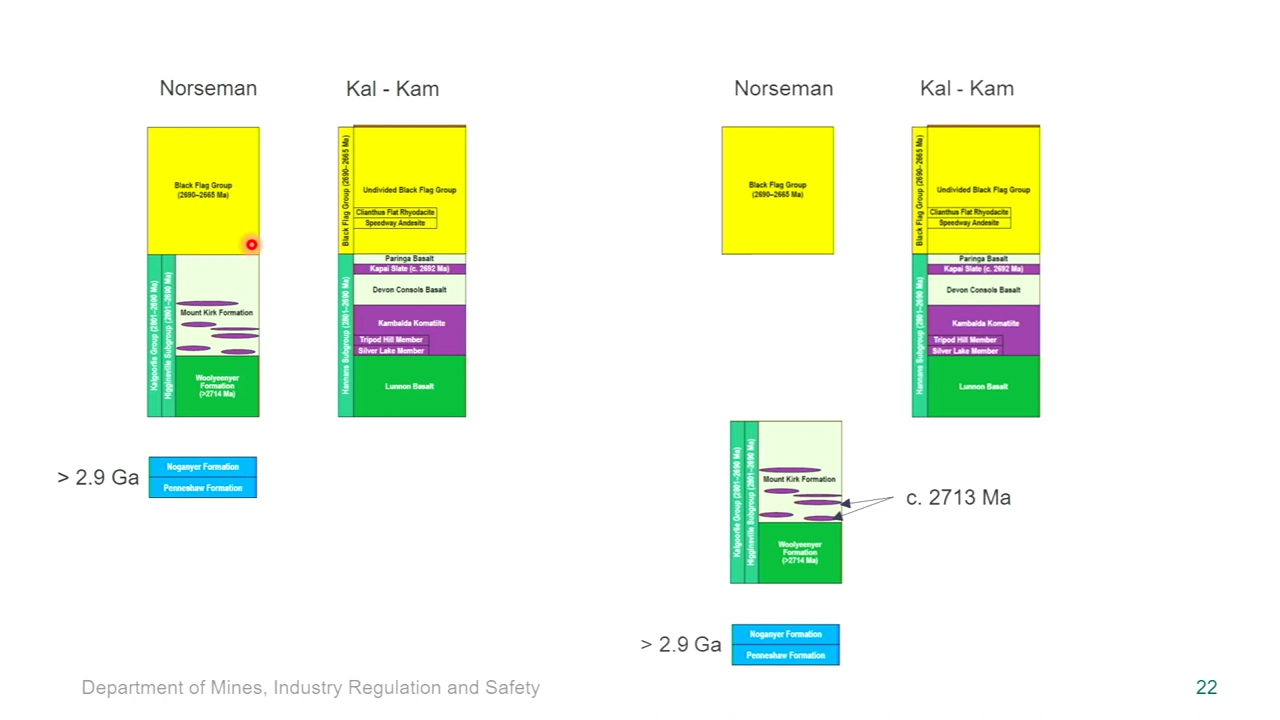 Norseman
Kal - Kam
Black Flag Group
(2690–2665 Ma)
Kalgoorlie Group (2801–2690 Ma)
Higginsville Subgroup (2801–2690 Ma)
Mount Kirk Formation
Woolyeenyer
Formation
(>2714 Ma)
> 2.9 Ga
Noganyer Formation
Penneshaw Formation
Black Flag Group (2690–2665 Ma)
Undivided Black Flag Group
Clianthus Flat Rhyodacite
Speedway Andesite
Hannans Subgroup (2801–2690 Ma)
Paringa Basalt
Kapai Slate (c. 2692 Ma)
Devon Consols Basalt
Kambalda Komatiite
Tripod Hill Member
Silver Lake Member
Lunnon Basalt
Norseman
Kal - Kam
Black Flag Group
(2690–2665 Ma)
Black Flag Group (2690–2665 Ma)
Undivided Black Flag Group
Clianthus Flat Rhyodacite
Speedway Andesite
Hannans Subgroup (2801–2690 Ma)
Paringa Basalt
Kapai Slate (c. 2692 Ma)
Devon Consols Basalt
Kambalda Komatiite
Tripod Hill Member
Silver Lake Member
Lunnon Basalt
Kalgoorlie Group (2801–2690 Ma)
Higginsville Subgroup (2801–2690 Ma)
Mount Kirk Formation
c. 2713 Ma
Woolyeenyer
Formation
(>2714 Ma)
> 2.9 Ga
Noganyer Formation
Penneshaw Formation
Department of Mines, Industry Regulation and Safety
22